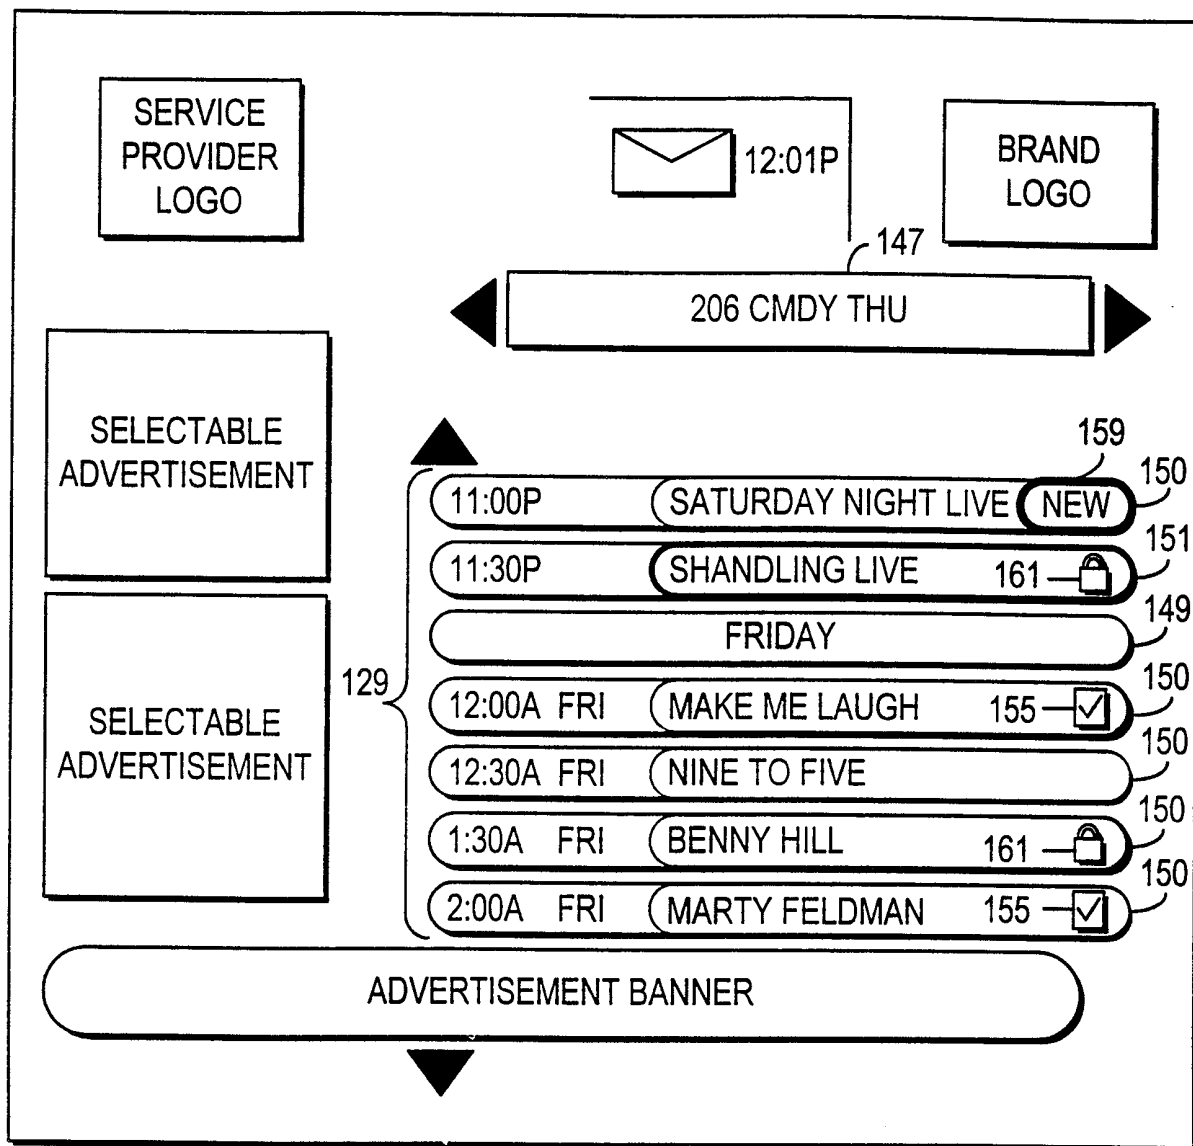 SERVICE
PROVIDER
LOGO
12:01P
BRAND
LOGO
147
206 CMDY THU
SELECTABLE
ADVERTISEMENT
159
150
11:00P SATURDAY NIGHT LIVE NEW
151
11:30P SHANDLING LIVE 161
149
FRIDAY
129
150
12:00A FRI MAKE ME LAUGH 155
150
12:30A FRI NINE TO FIVE
150
1:30A FRI BENNY HILL 161
150
2:00A FRI MARTY FELDMAN 155
SELECTABLE
ADVERTISEMENT
ADVERTISEMENT BANNER